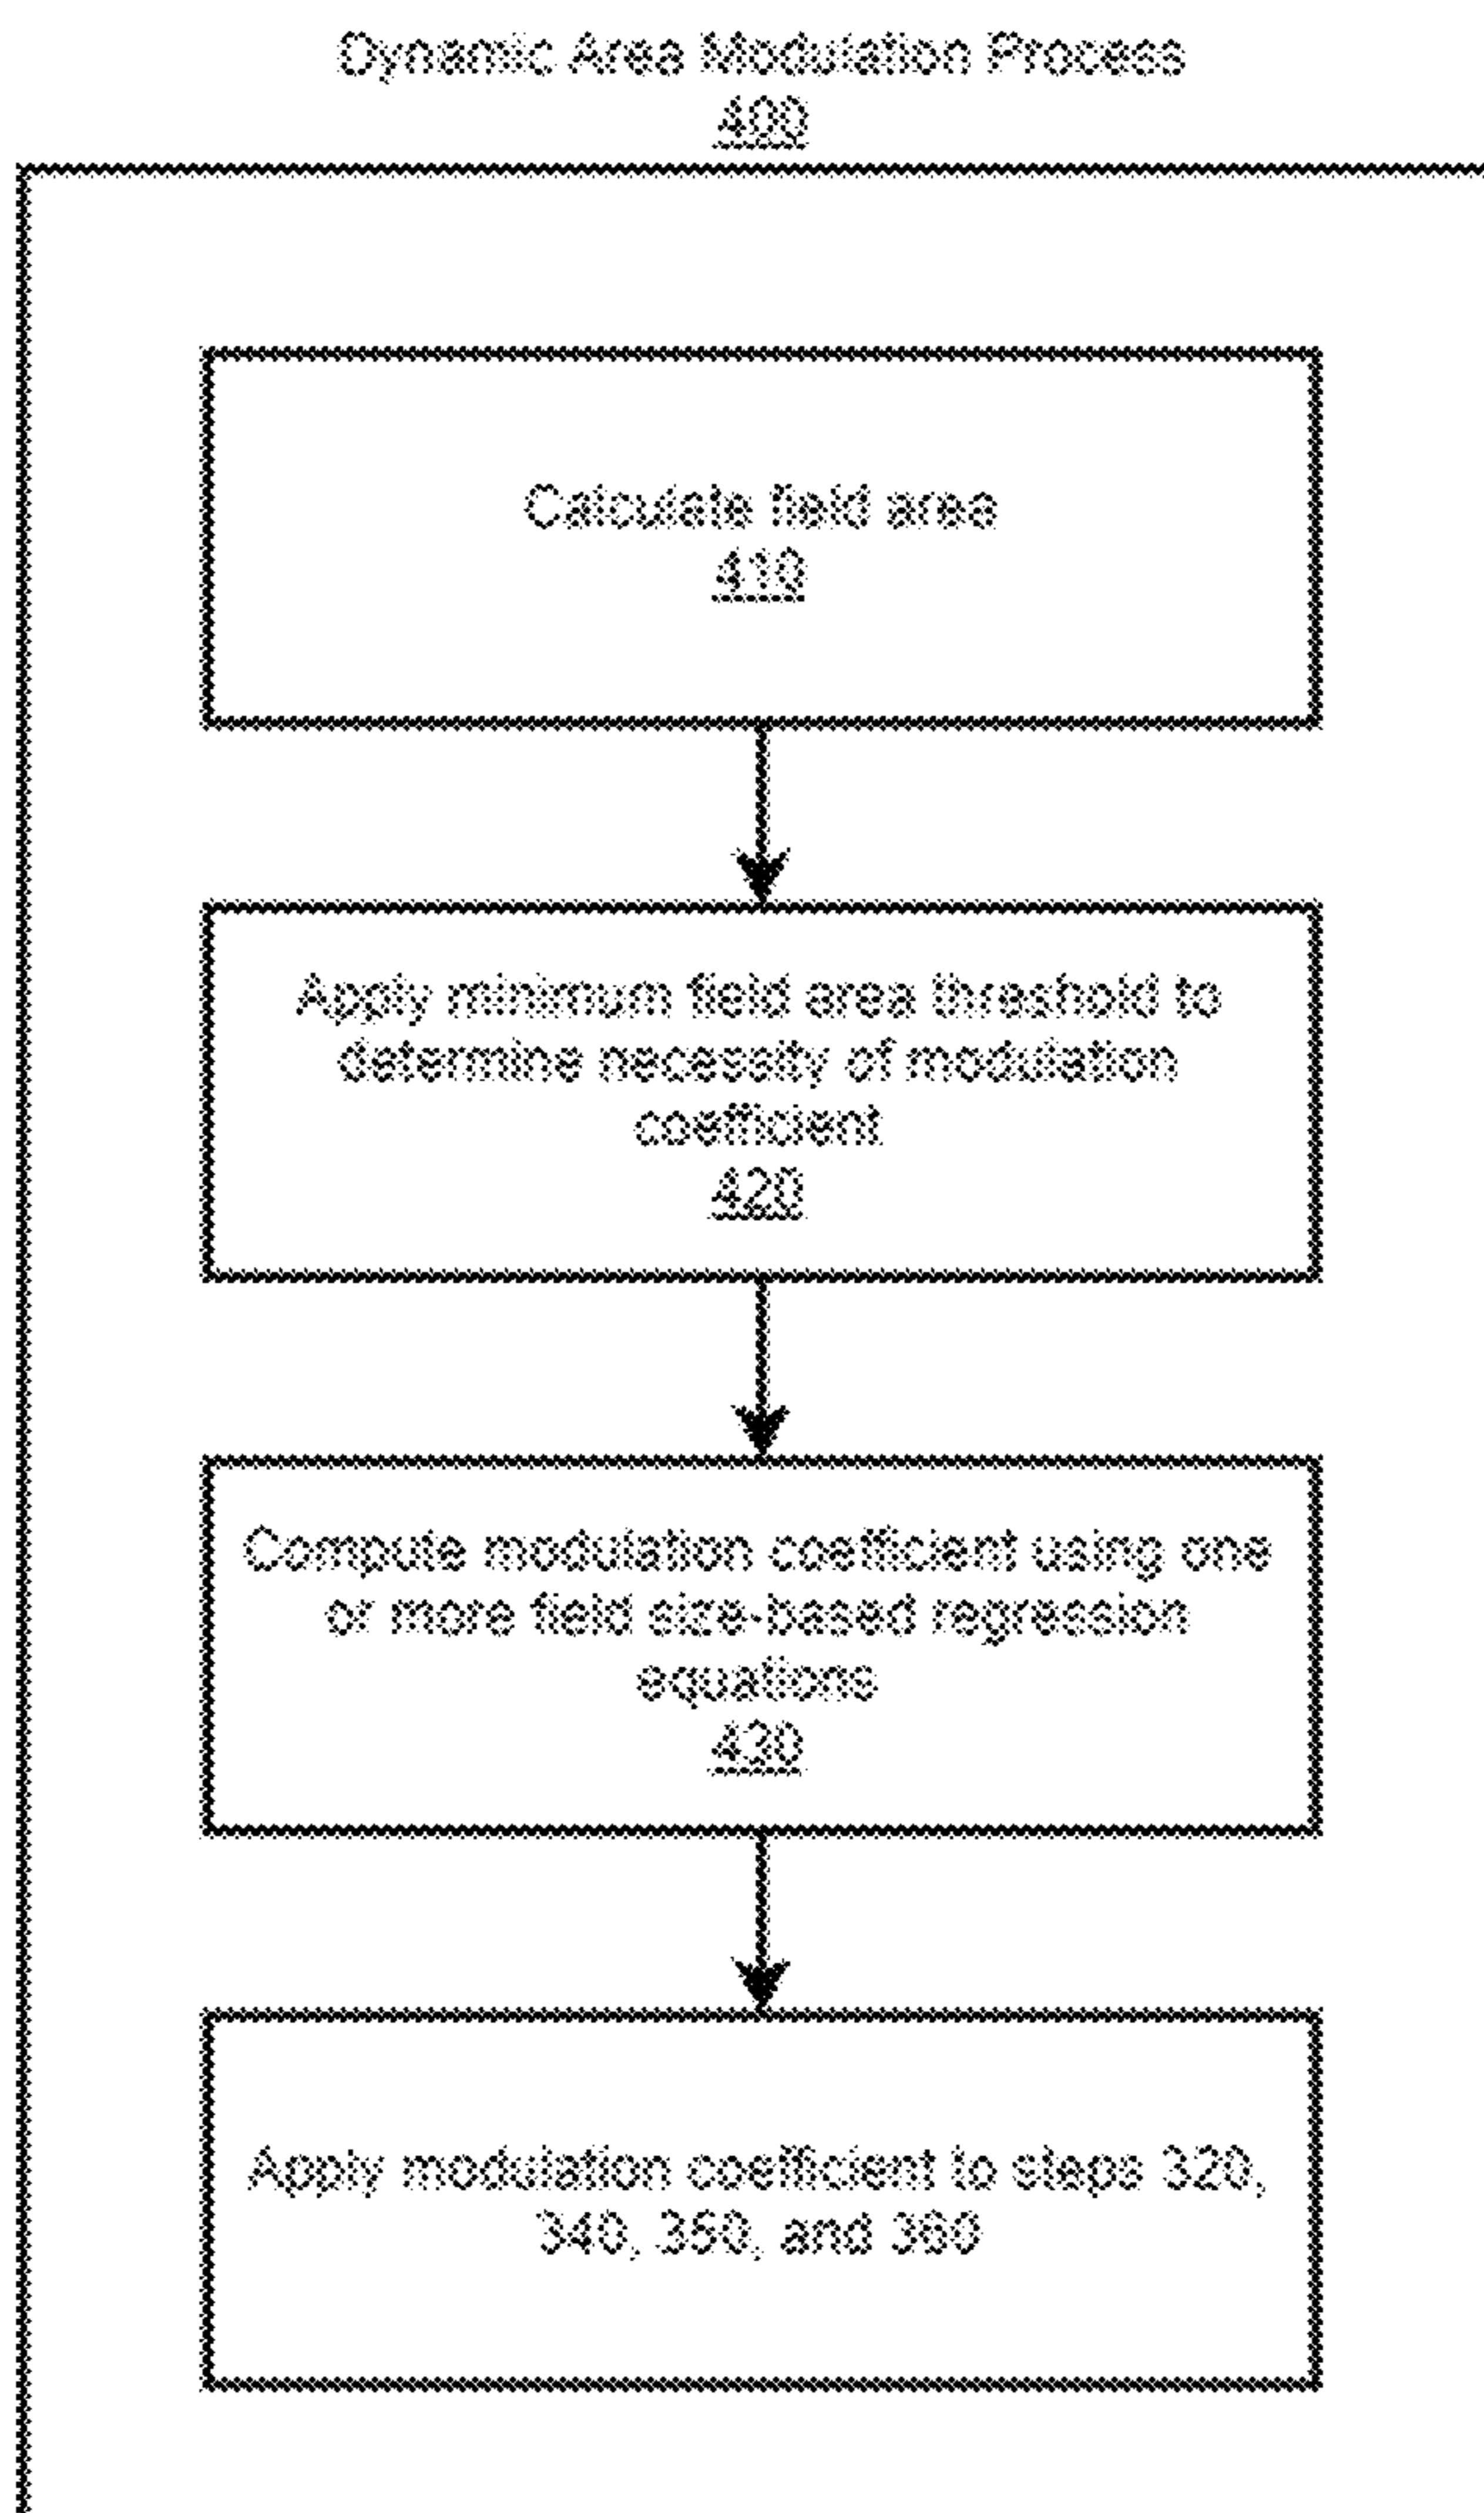 Dynamic Area Modulation Process
400
Calculate field area
410
Apply minimum field area threshold to
determine necessity of modulation
coefficient
420
Compute modulation coefficient using one
or more field size-based regression
equations
430
Apply modulation coefficient to steps 320,
340, 350, and 360